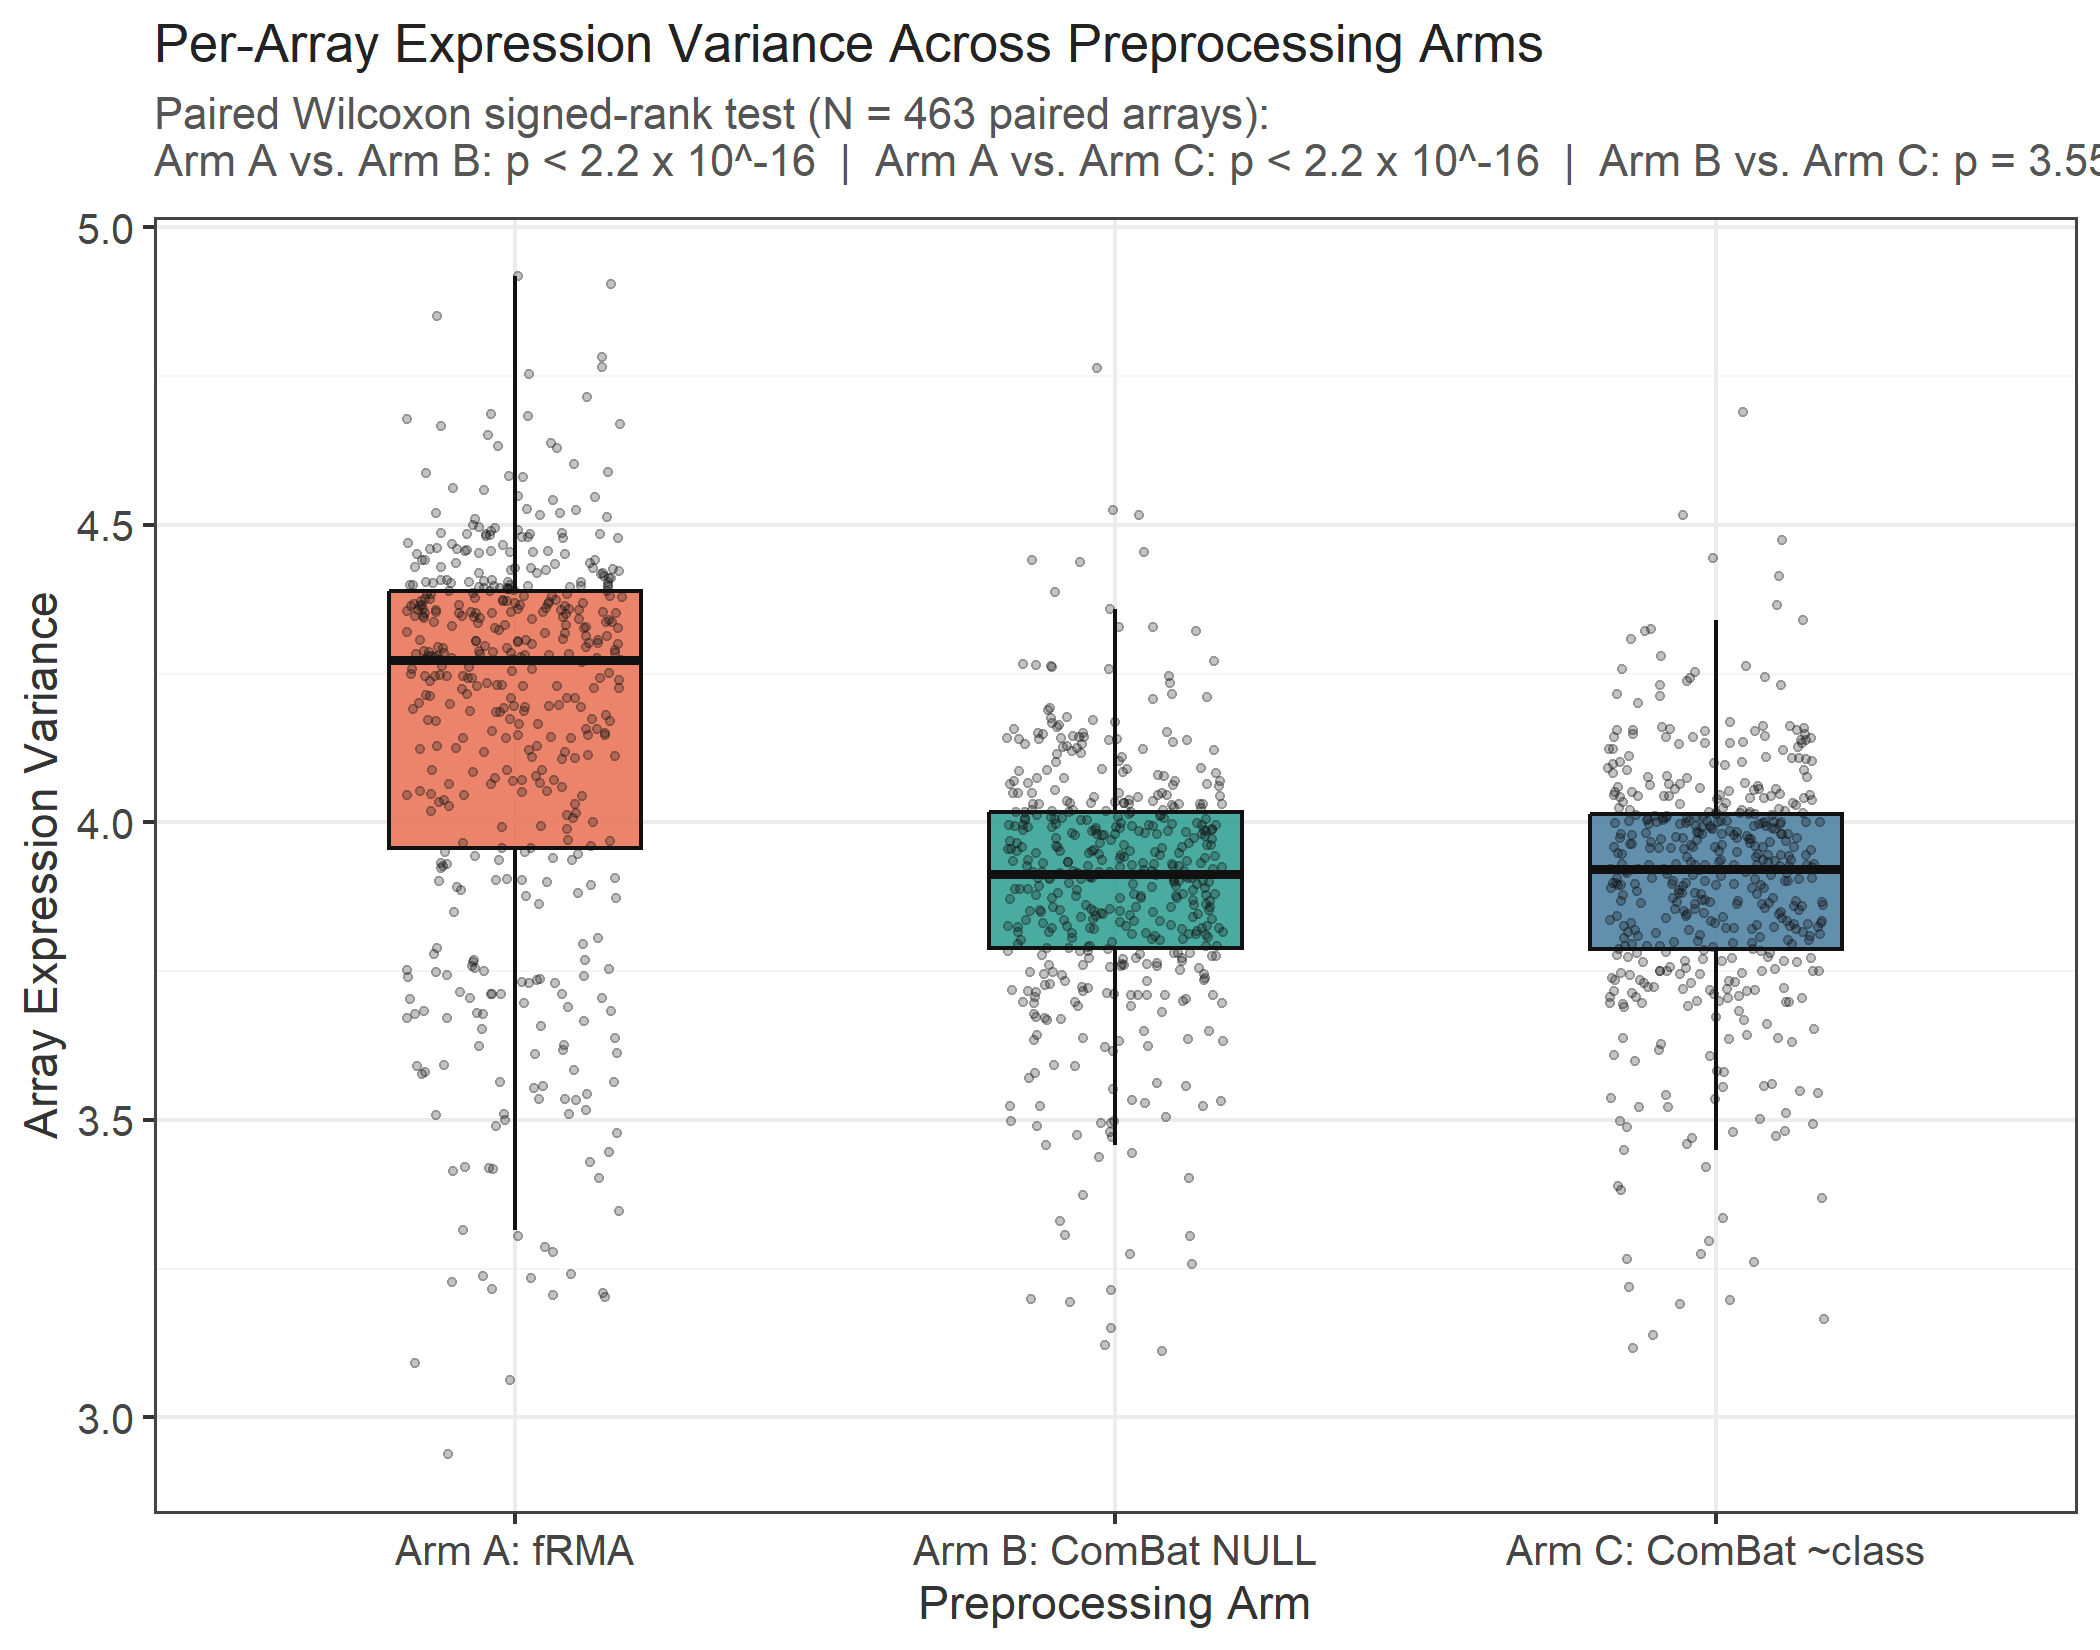 Per-Array Expression Variance Across Preprocessing Arms
Paired Wilcoxon signed-rank test (N = 463 paired arrays):
Arm A vs. Arm B: p < 2.2 x 10^-16 | Arm A vs. Arm C: p < 2.2 x 10^-16 | Arm B vs. Arm C: p = 3.55
5.0
4.5
4.0
3.5
3.0
Array Expression Variance
Arm A: fRMA
Arm B: ComBat NULL
Arm C: ComBat ~class
Preprocessing Arm